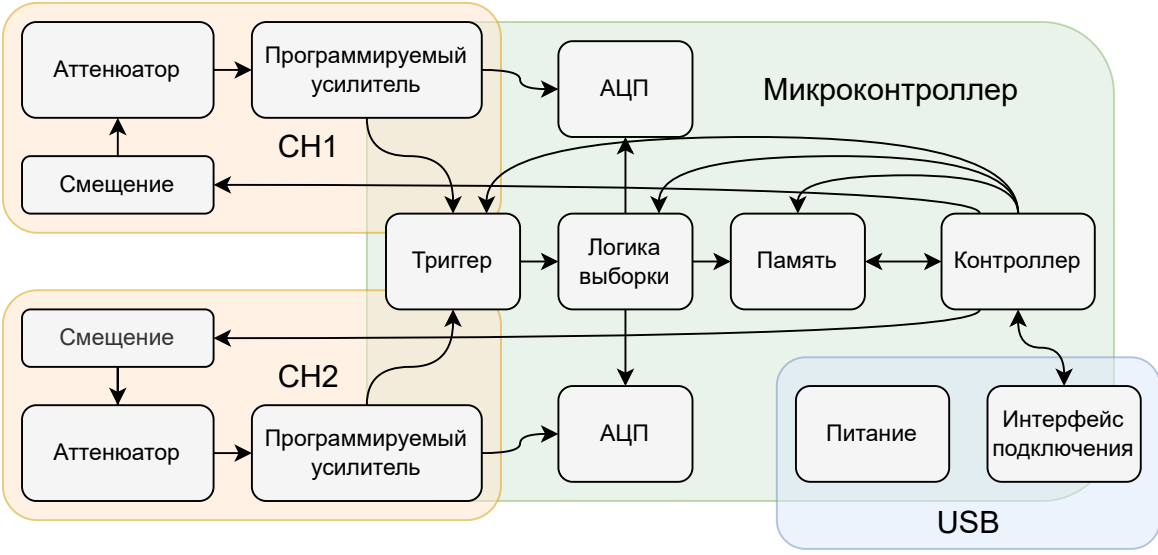 Аттенюатор
Программируемый
усилитель
АЦП
Микроконтроллер
CH1
Смещение
Триггер
Логика
выборки
Память
Контроллер
Смещение
CH2
Аттенюатор
Программируемый
усилитель
АЦП
Питание
Интерфейс
подключения
USB